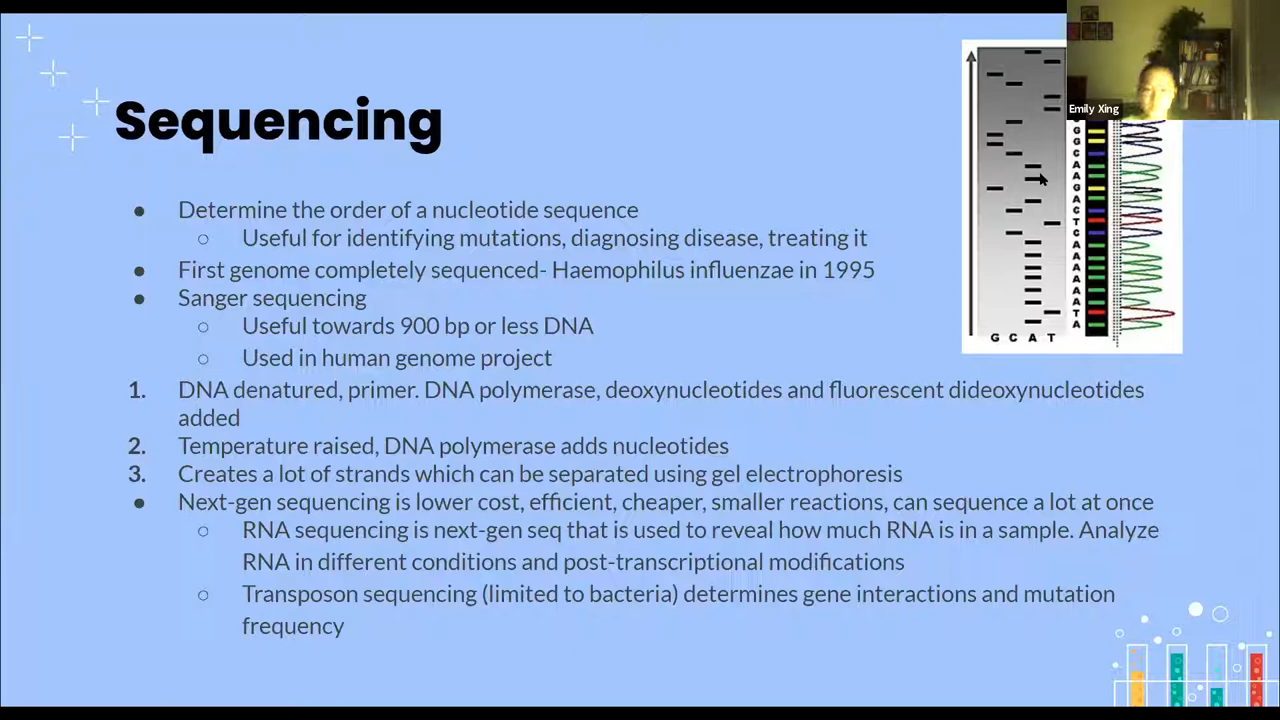 Emily Xing
Sequencing
● Determine the order of a nucleotide sequence
○ Useful for identifying mutations, diagnosing disease, treating it
● First genome completely sequenced- Haemophilus influenzae in 1995
● Sanger sequencing
○ Useful towards 900 bp or less DNA
○ Used in human genome project
1. DNA denatured, primer. DNA polymerase, deoxynucleotides and fluorescent dideoxynucleotides
added
2. Temperature raised, DNA polymerase adds nucleotides
3. Creates a lot of strands which can be separated using gel electrophoresis
● Next-gen sequencing is lower cost, efficient, cheaper, smaller reactions, can sequence a lot at once
○ RNA sequencing is next-gen seq that is used to reveal how much RNA is in a sample. Analyze
RNA in different conditions and post-transcriptional modifications
○ Transposon sequencing (limited to bacteria) determines gene interactions and mutation
frequency
G
G
C
A
A
G
A
C
T
C
A
A
A
A
A
A
T
A
G C A T